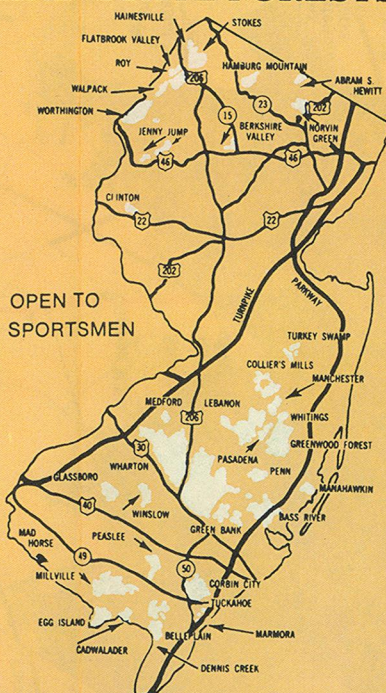 HAINESVILLE
STOKES
FLATBROOK VALLEY
ROY
HAMBURG MOUNTAIN
206
ABRAM S.
HEWITT
WALPACK
23
202
WORTHINGTON
15
BERKSHIRE
VALLEY
NORVIN
GREEN
JENNY JUMP
46
46
CLINTON
22
22
202
OPEN TO
SPORTSMEN
TURNPIKE
PARKWAY
TURKEY SWAMP
COLLIER'S MILLS
MANCHESTER
MEDFORD
LEBANON
206
WHITINGS
30
GREENWOOD FOREST
PASADENA
WHARTON
PENN
GLASSBORO
MANAHAWKIN
40
WINSLOW
BASS RIVER
GREEN BANK
MAD
HORSE
PEASLEE
49
50
MILLVILLE
CORBIN CITY
TUCKAHOE
EGG ISLAND
BELLEPLAIN
MARMORA
CADWALADER
DENNIS CREEK